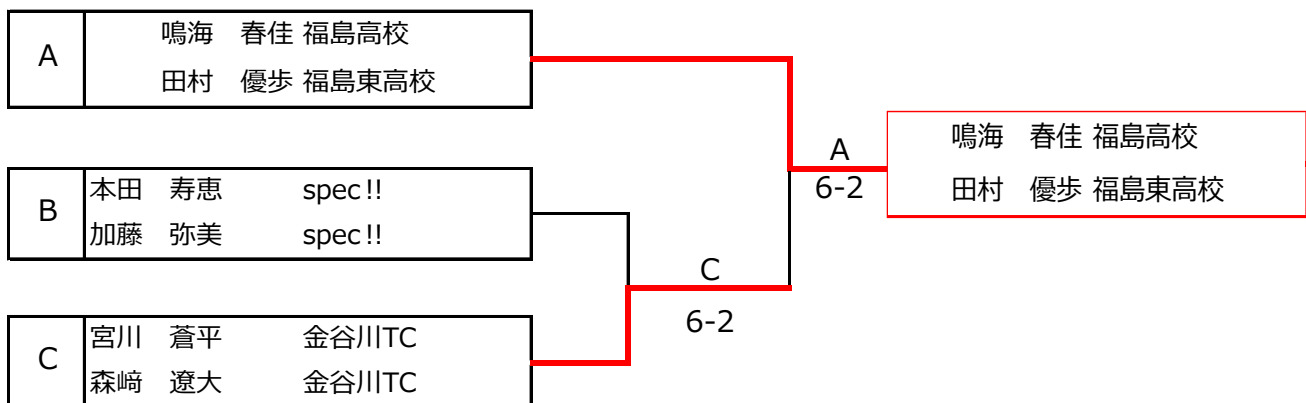 A
鳴海　春佳 福島高校
田村　優歩 福島東高校
B
本田　寿恵　spec!!
加藤　弥美　spec!!
C
宮川　蒼平　金谷川TC
森﨑　遼大　金谷川TC
C
6-2
A
6-2
鳴海　春佳 福島高校
田村　優歩 福島東高校